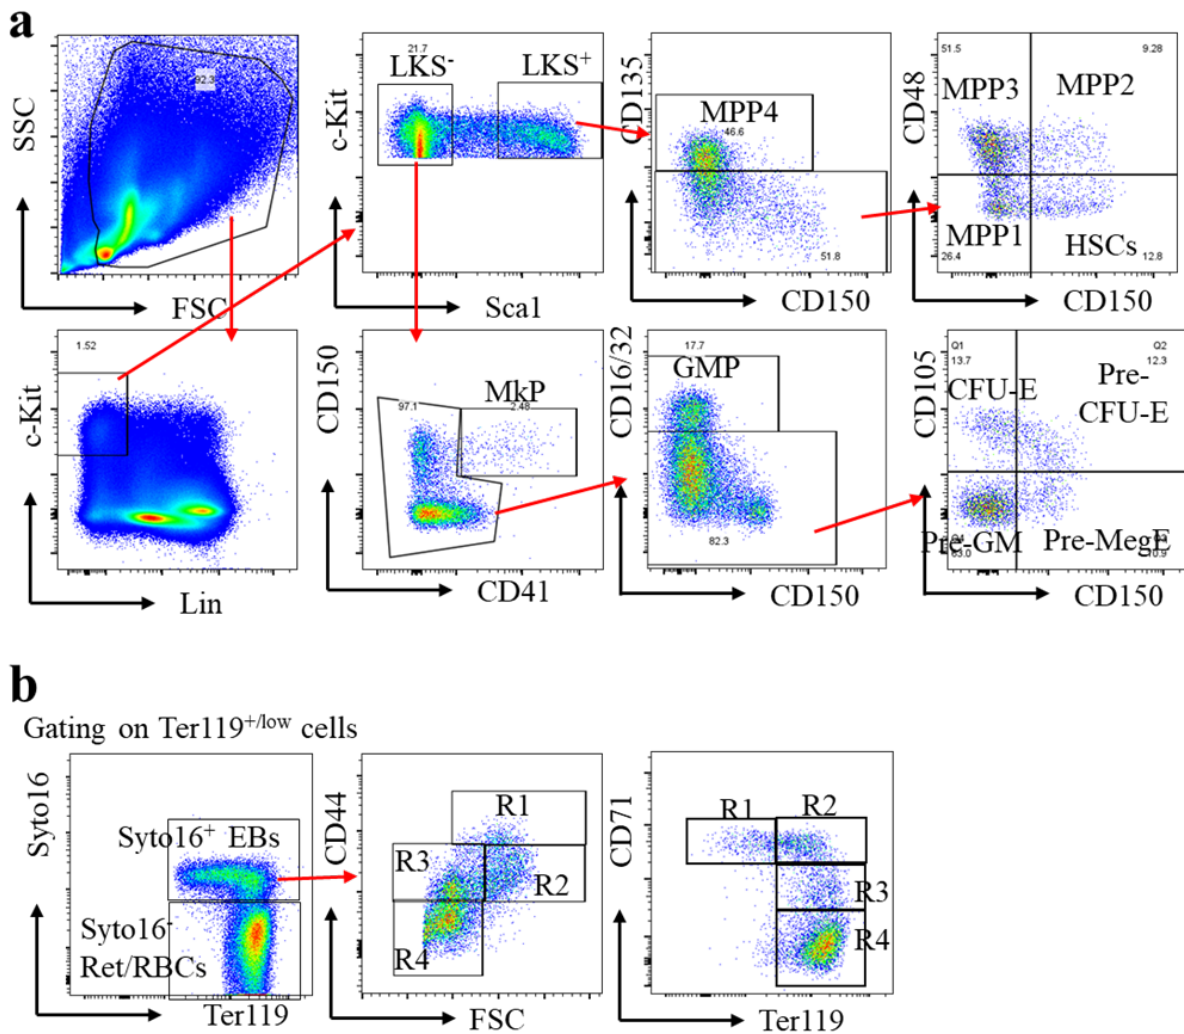 a
SSC
92.3
FSC
c-Kit
21.7
LKS⁻
LKS⁺
Sca1
CD135
MPP4
46.6
51.8
CD150
CD48
51.5
9.28
MPP3
MPP2
MPP1
HSCs
26.4
12.8
CD150
c-Kit
1.52
Lin
CD150
97.1
MkP
2.48
CD41
CD16/32
17.7
GMP
82.3
CD150
CD105
Q1
13.7
Q2
12.3
CFU-E
Pre-
CFU-E
Pre-GM
Pre-MegE
63.0
10.9
CD150
b
Gating on Ter119⁺/ˡᵒʷ cells
Syto16
Syto16⁺ EBs
Syto16⁻
Ret/RBCs
Ter119
CD44
R1
R3
R2
R4
FSC
CD71
R1
R2
R3
R4
Ter119